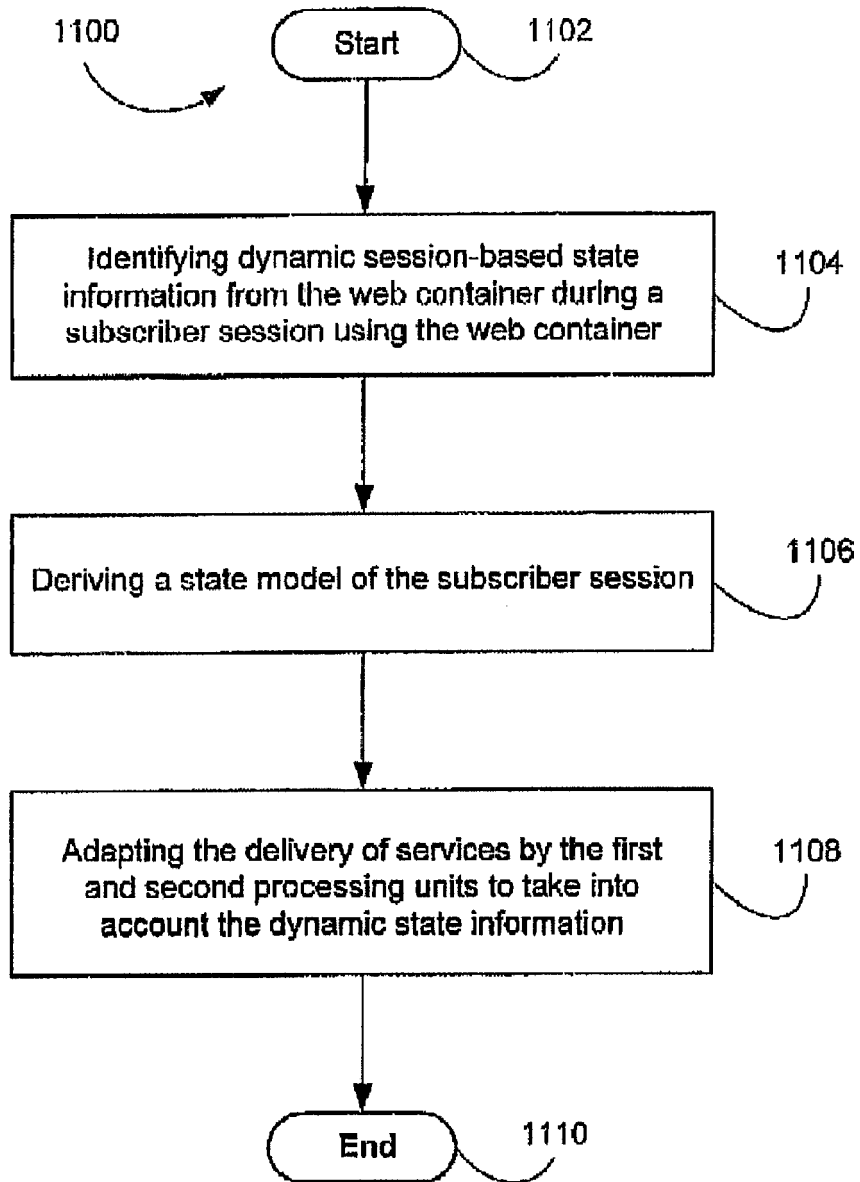 1100
Start
1102
Identifying dynamic session-based state
information from the web container during a
subscriber session using the web container
1104
Deriving a state model of the subscriber session
1106
Adapting the delivery of services by the first
and second processing units to take into
account the dynamic state information
1108
End
1110